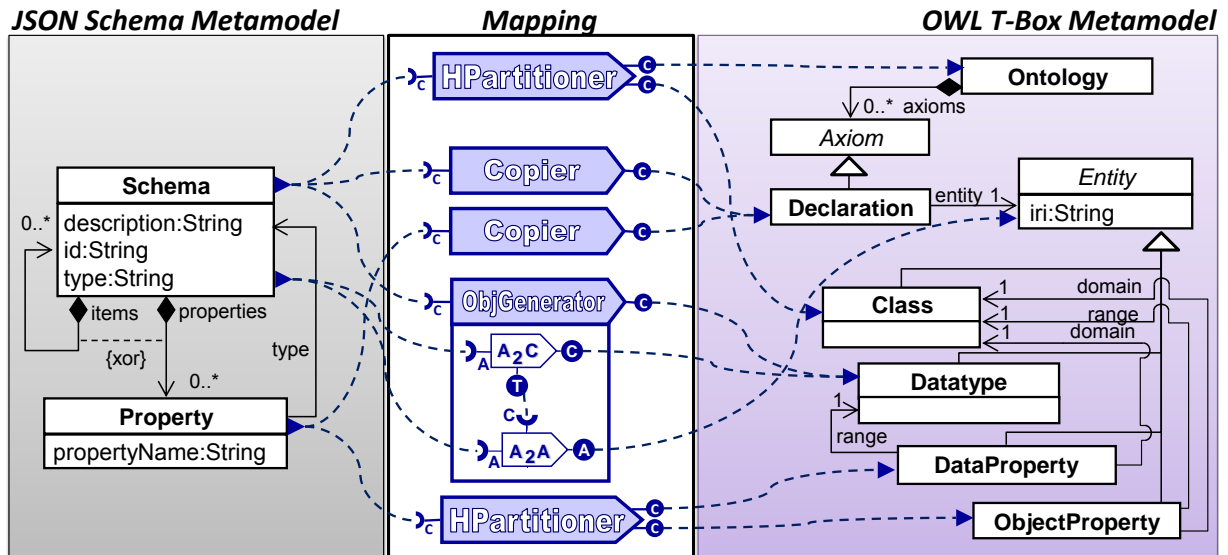 JSON Schema Metamodel
Mapping
OWL T-Box Metamodel
Schema
description:String
id:String
type:String
0..*
items
properties
{xor}
type
0..*
Property
propertyName:String
C
HPartitioner
C
C
C
Copier
C
C
Copier
C
C
ObjGenerator
C
A
A2C
C
T
C
A
A2A
A
C
HPartitioner
C
C
Ontology
0..* axioms
Axiom
Declaration
entity 1
Entity
iri:String
Class
1
domain
1
range
1
domain
Datatype
1
range
DataProperty
ObjectProperty